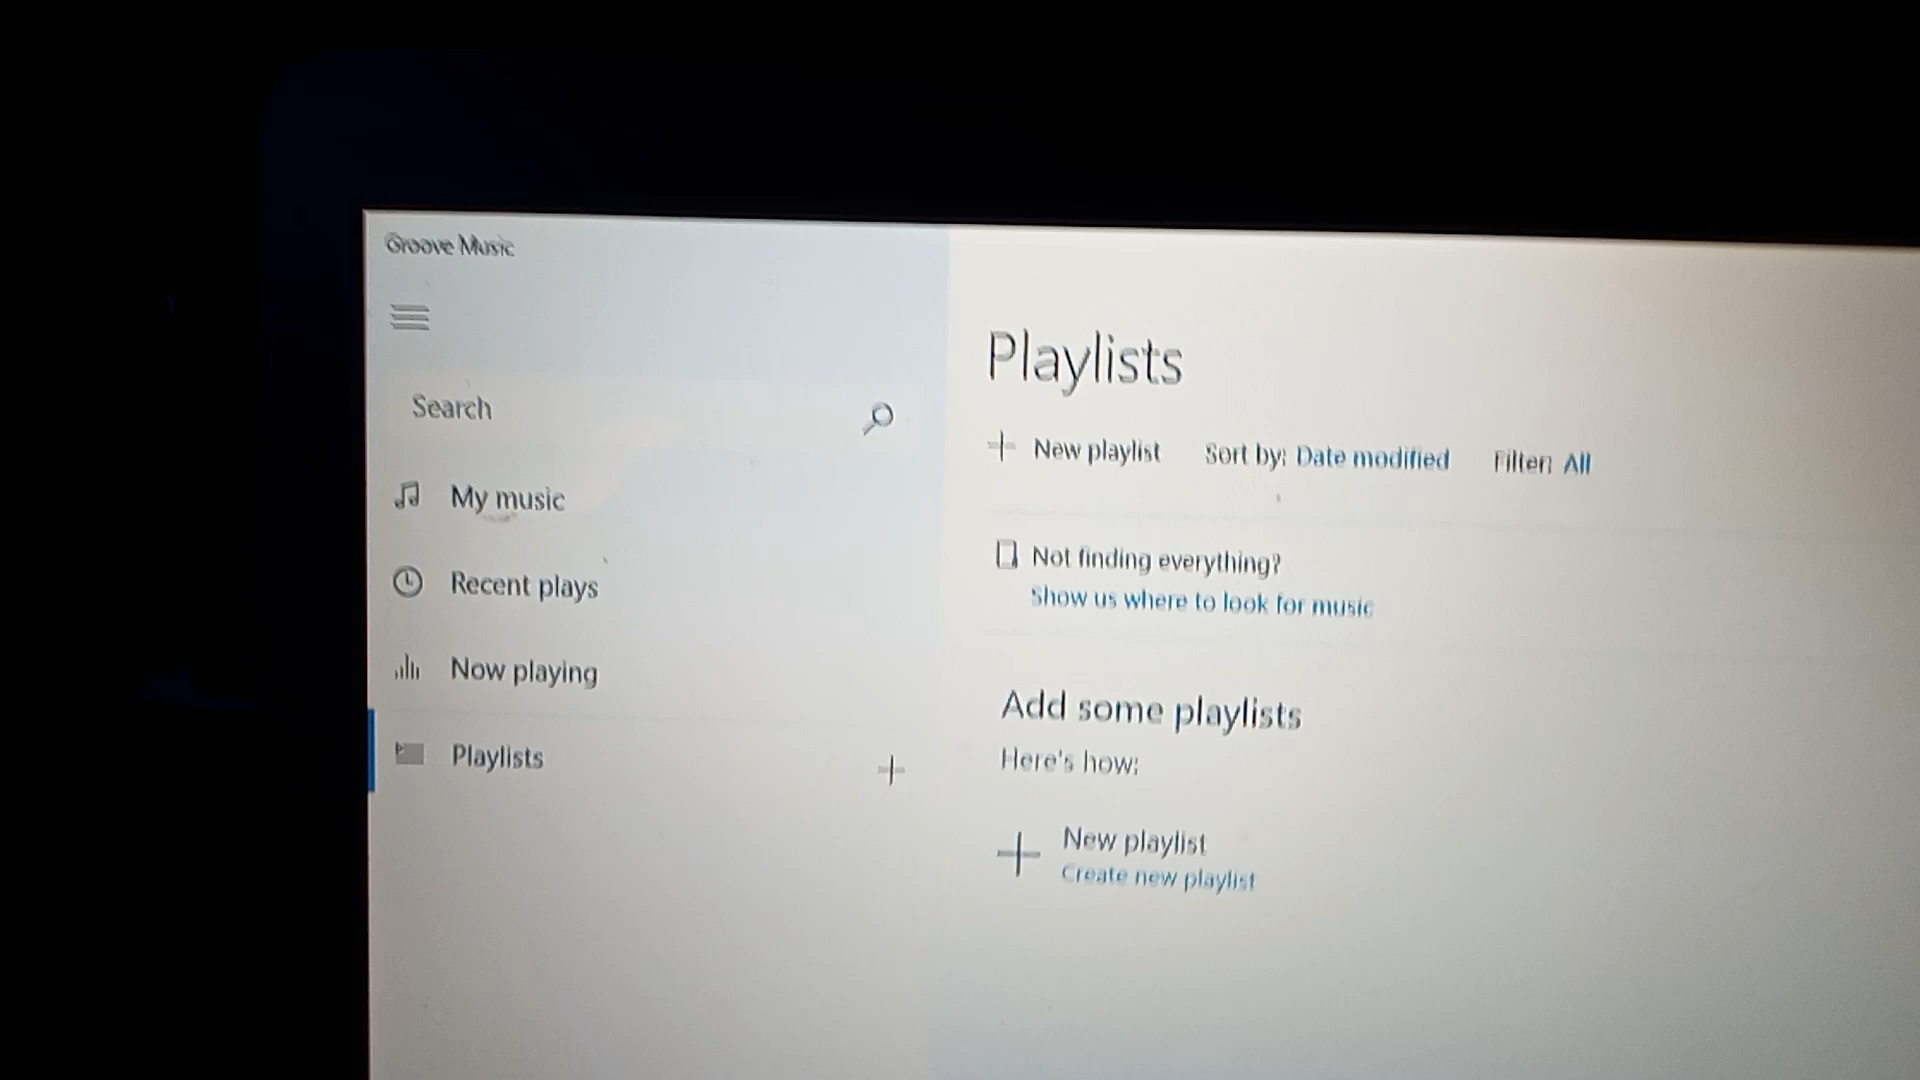 Groove Music
Search
My music
Recent plays
Now playing
Playlists
Playlists
New playlist Sort by: Date modified Filter: All
Not finding everything?
Show us where to look for music
Add some playlists
Here's how:
New playlist
Create new playlist